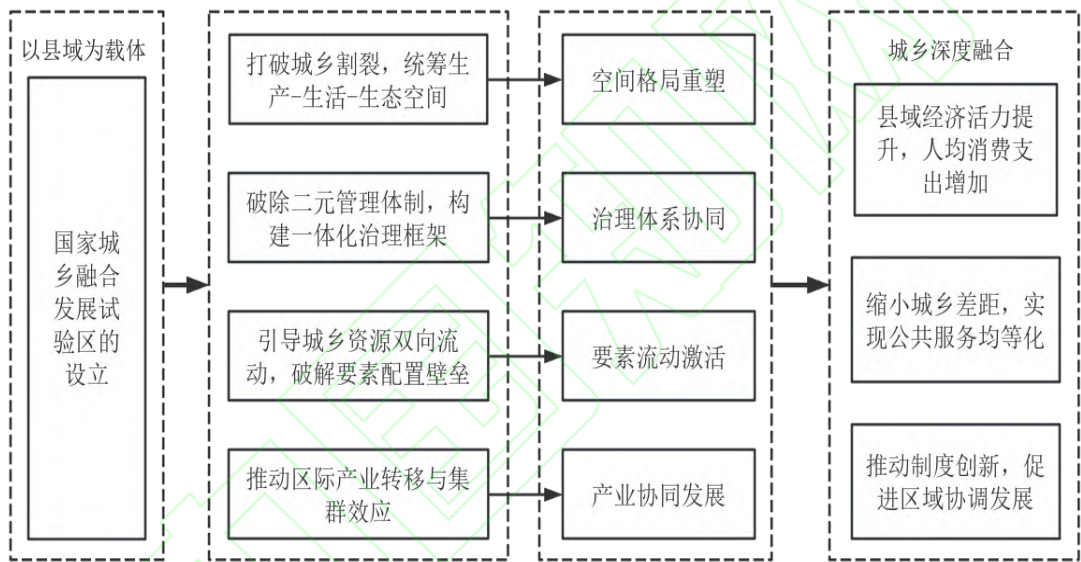 以县域为载体
国家城
乡融合
发展试
验区的
设立
打破城乡割裂，统筹生
产-生活-生态空间
空间格局重塑
破除二元管理体制，构
建一体化治理框架
治理体系协同
引导城乡资源双向流
动，破解要素配置壁垒
要素流动激活
推动区际产业转移与集
群效应
产业协同发展
城乡深度融合
县域经济活力提
升，人均消费支
出增加
缩小城乡差距，实
现公共服务均等化
推动制度创新，促
进区域协调发展